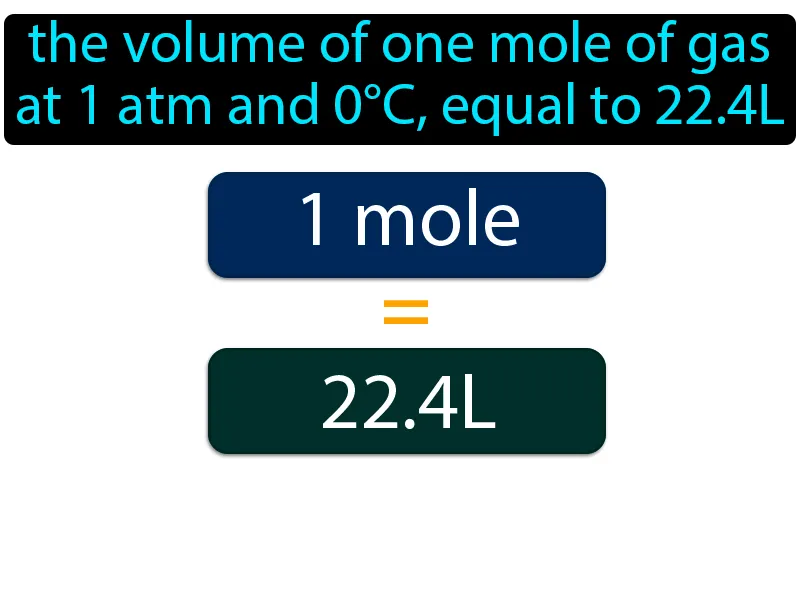 the volume of one mole of gas
at 1 atm and 0°C, equal to 22.4L
1 mole
=
22.4L